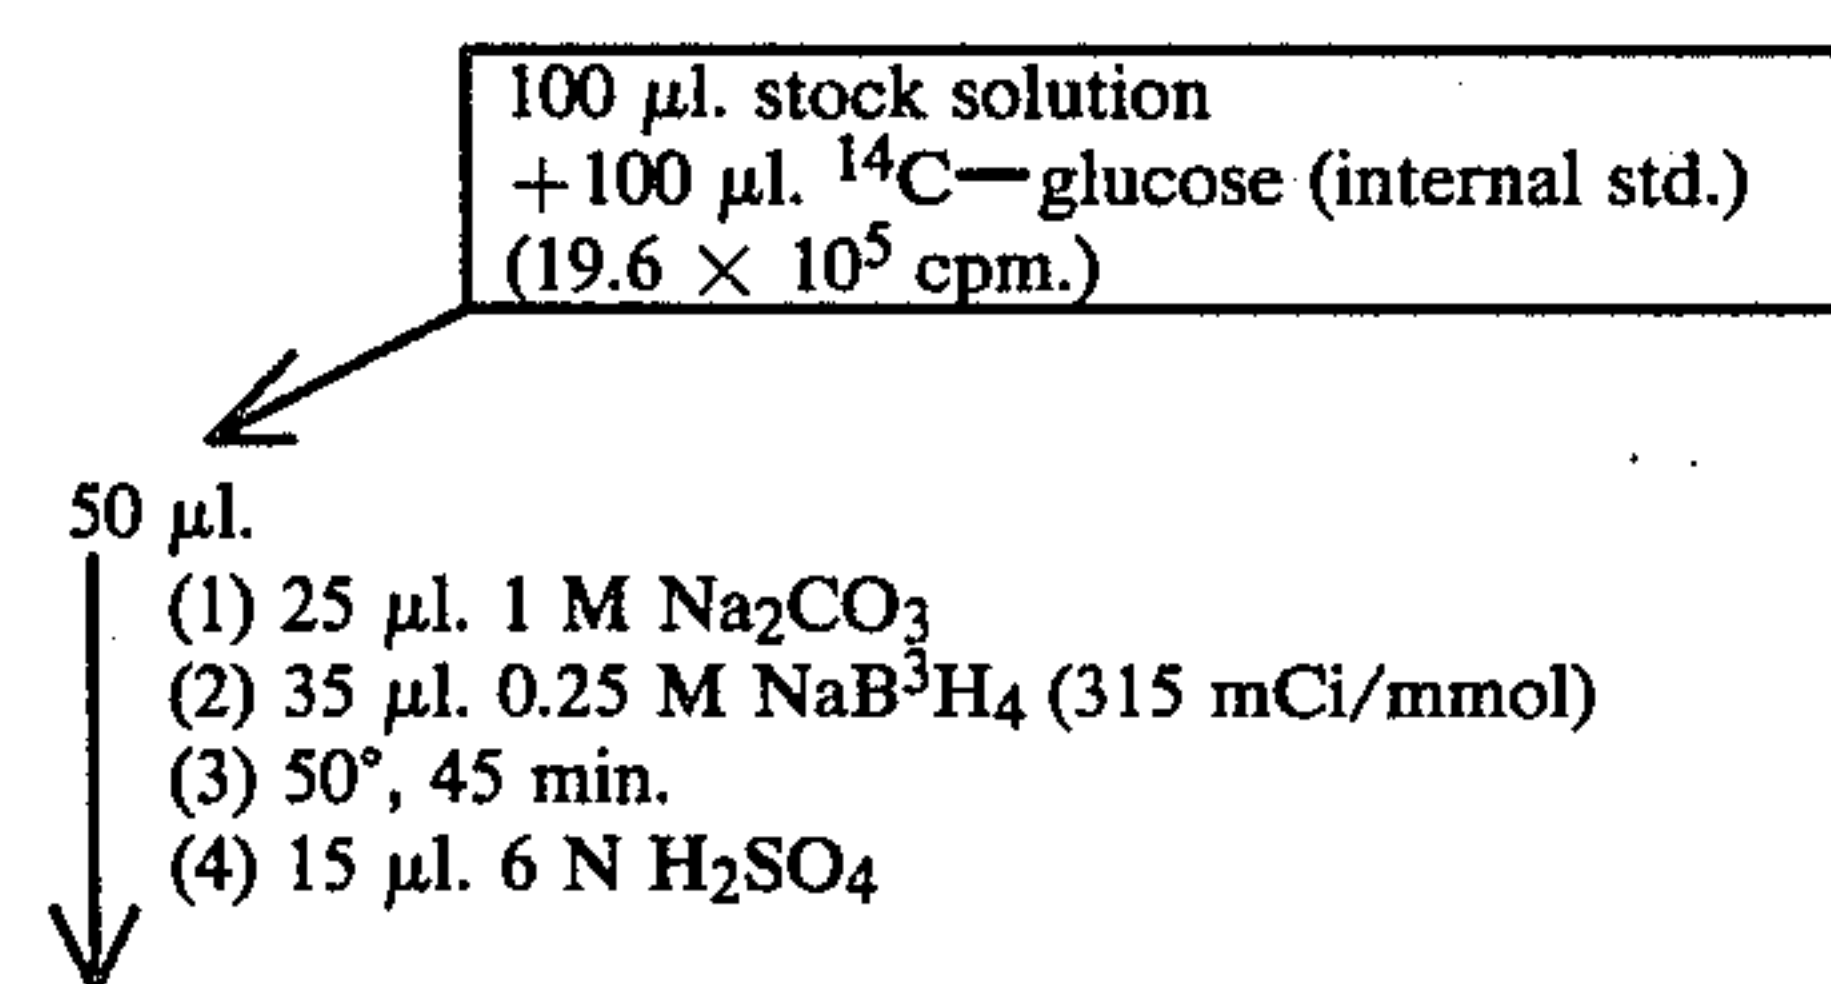 100 μl. stock solution
+100 μl. ¹⁴C—glucose (internal std.)
(19.6 × 10⁵ cpm.)
50 μl.
(1) 25 μl. 1 M Na₂CO₃
(2) 35 μl. 0.25 M NaB³H₄ (315 mCi/mmol)
(3) 50°, 45 min.
(4) 15 μl. 6 N H₂SO₄